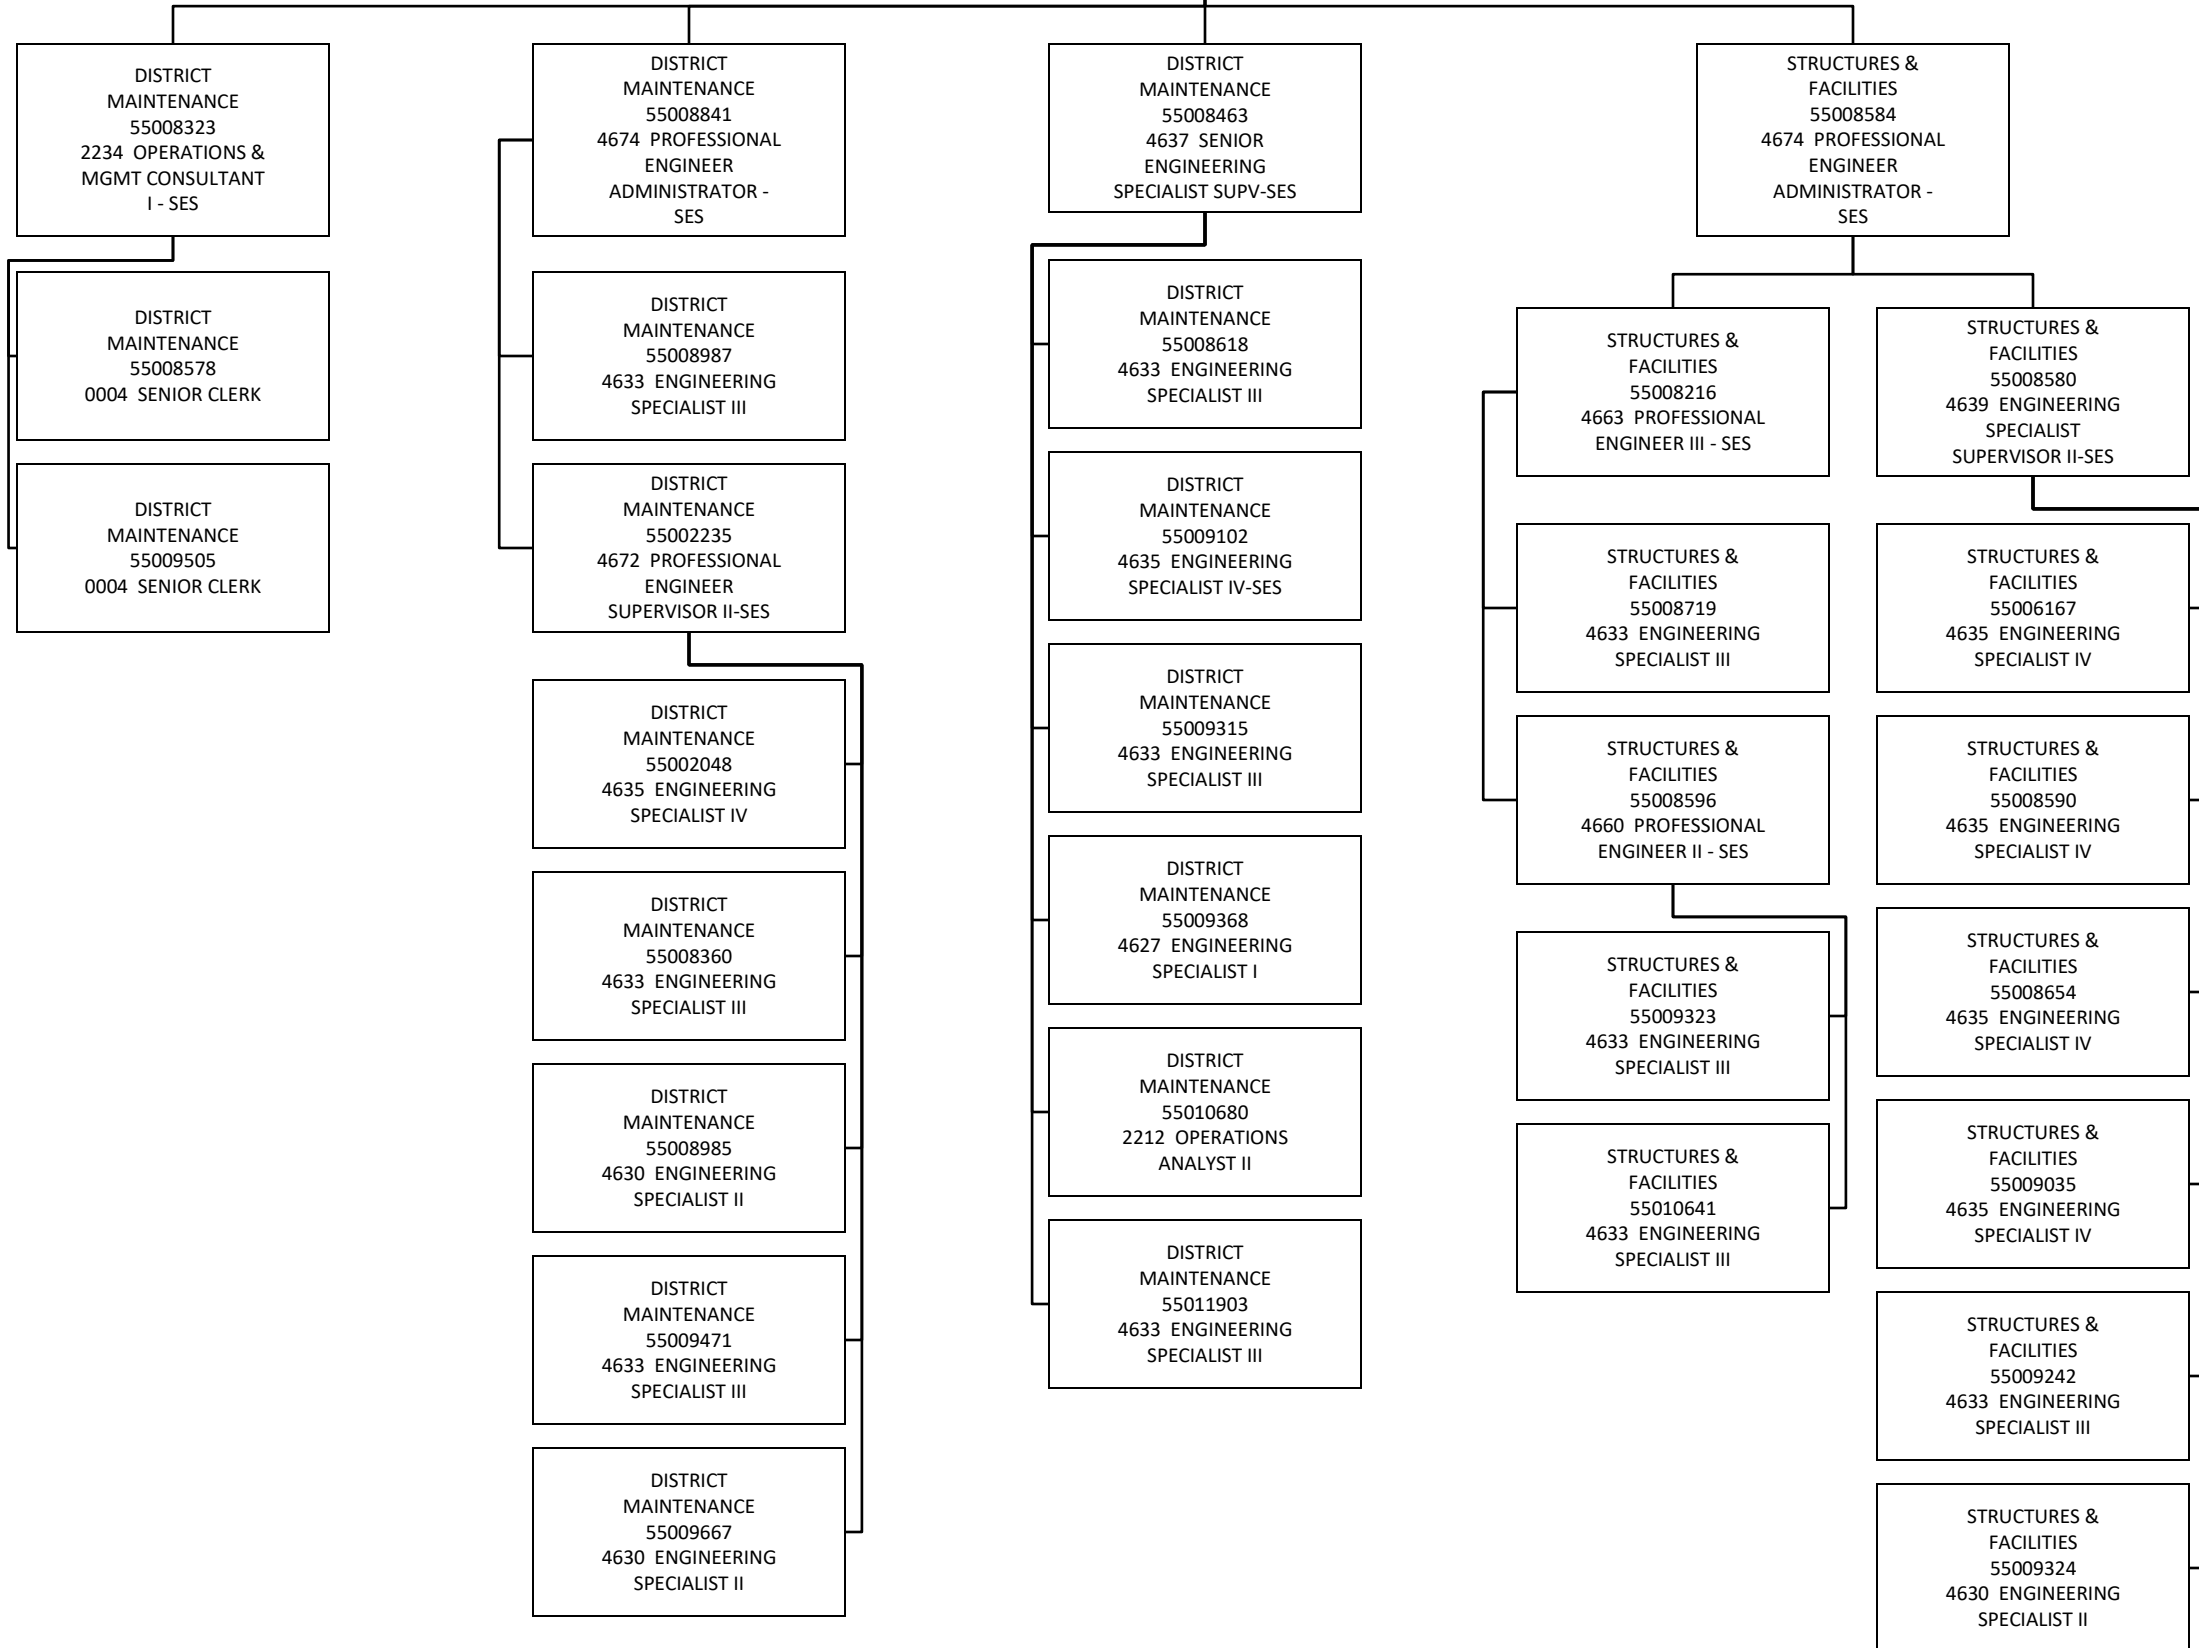 DISTRICT
MAINTENANCE
55008323
2234 OPERATIONS &
MGMT CONSULTANT
I - SES
DISTRICT
MAINTENANCE
55008578
0004 SENIOR CLERK
DISTRICT
MAINTENANCE
55009505
0004 SENIOR CLERK
DISTRICT
MAINTENANCE
55008841
4674 PROFESSIONAL
ENGINEER
ADMINISTRATOR -
SES
DISTRICT
MAINTENANCE
55008987
4633 ENGINEERING
SPECIALIST III
DISTRICT
MAINTENANCE
55002235
4672 PROFESSIONAL
ENGINEER
SUPERVISOR II-SES
DISTRICT
MAINTENANCE
55002048
4635 ENGINEERING
SPECIALIST IV
DISTRICT
MAINTENANCE
55008360
4633 ENGINEERING
SPECIALIST III
DISTRICT
MAINTENANCE
55008985
4630 ENGINEERING
SPECIALIST II
DISTRICT
MAINTENANCE
55009471
4633 ENGINEERING
SPECIALIST III
DISTRICT
MAINTENANCE
55009667
4630 ENGINEERING
SPECIALIST II
DISTRICT
MAINTENANCE
55008463
4637 SENIOR
ENGINEERING
SPECIALIST SUPV-SES
DISTRICT
MAINTENANCE
55008618
4633 ENGINEERING
SPECIALIST III
DISTRICT
MAINTENANCE
55009102
4635 ENGINEERING
SPECIALIST IV-SES
DISTRICT
MAINTENANCE
55009315
4633 ENGINEERING
SPECIALIST III
DISTRICT
MAINTENANCE
55009368
4627 ENGINEERING
SPECIALIST I
DISTRICT
MAINTENANCE
55010680
2212 OPERATIONS
ANALYST II
DISTRICT
MAINTENANCE
55011903
4633 ENGINEERING
SPECIALIST III
STRUCTURES &
FACILITIES
55008584
4674 PROFESSIONAL
ENGINEER
ADMINISTRATOR -
SES
STRUCTURES &
FACILITIES
55008216
4663 PROFESSIONAL
ENGINEER III - SES
STRUCTURES &
FACILITIES
55008719
4633 ENGINEERING
SPECIALIST III
STRUCTURES &
FACILITIES
55008596
4660 PROFESSIONAL
ENGINEER II - SES
STRUCTURES &
FACILITIES
55009323
4633 ENGINEERING
SPECIALIST III
STRUCTURES &
FACILITIES
55010641
4633 ENGINEERING
SPECIALIST III
STRUCTURES &
FACILITIES
55008580
4639 ENGINEERING
SPECIALIST
SUPERVISOR II-SES
STRUCTURES &
FACILITIES
55006167
4635 ENGINEERING
SPECIALIST IV
STRUCTURES &
FACILITIES
55008590
4635 ENGINEERING
SPECIALIST IV
STRUCTURES &
FACILITIES
55008654
4635 ENGINEERING
SPECIALIST IV
STRUCTURES &
FACILITIES
55009035
4635 ENGINEERING
SPECIALIST IV
STRUCTURES &
FACILITIES
55009242
4633 ENGINEERING
SPECIALIST III
STRUCTURES &
FACILITIES
55009324
4630 ENGINEERING
SPECIALIST II